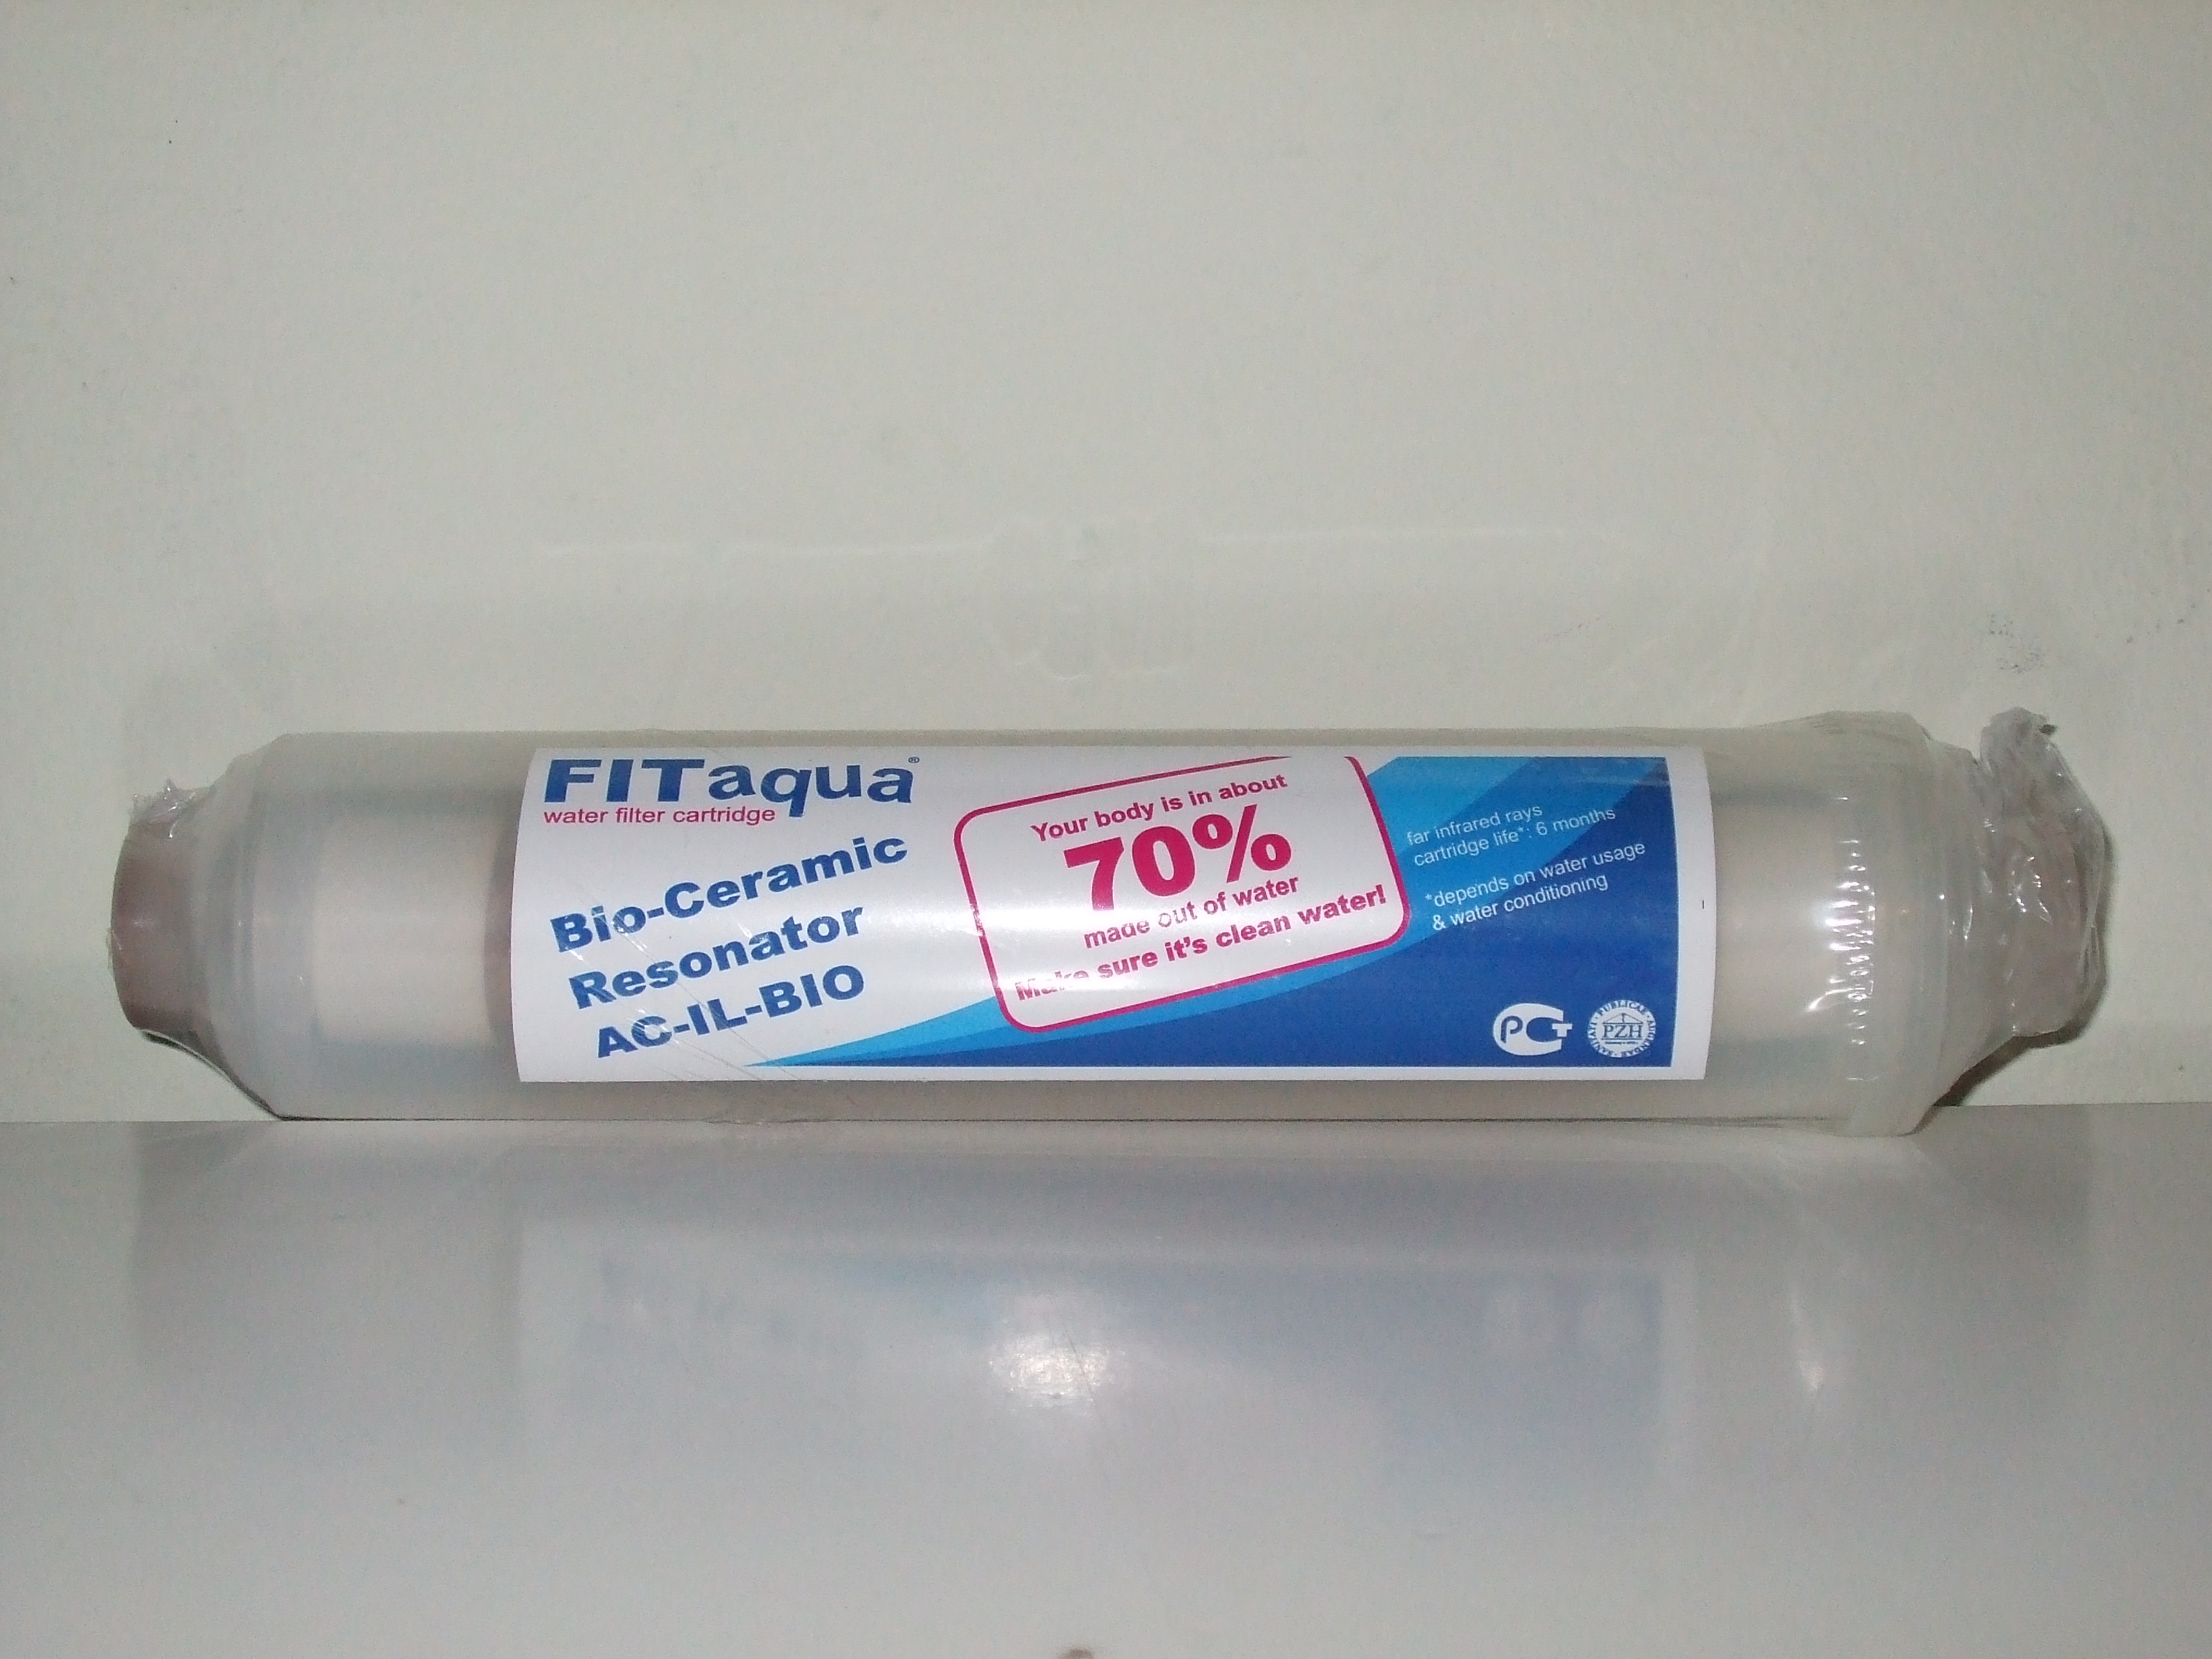 FITaqua®
water filter cartridge
Bio-Ceramic
Resonator
AC-IL-BIO
Your body is in about
70%
made out of water
Make sure it's clean water!
far infrared rays
cartridge life*: 6 months
*depends on water usage
& water conditioning
PCT
PZH